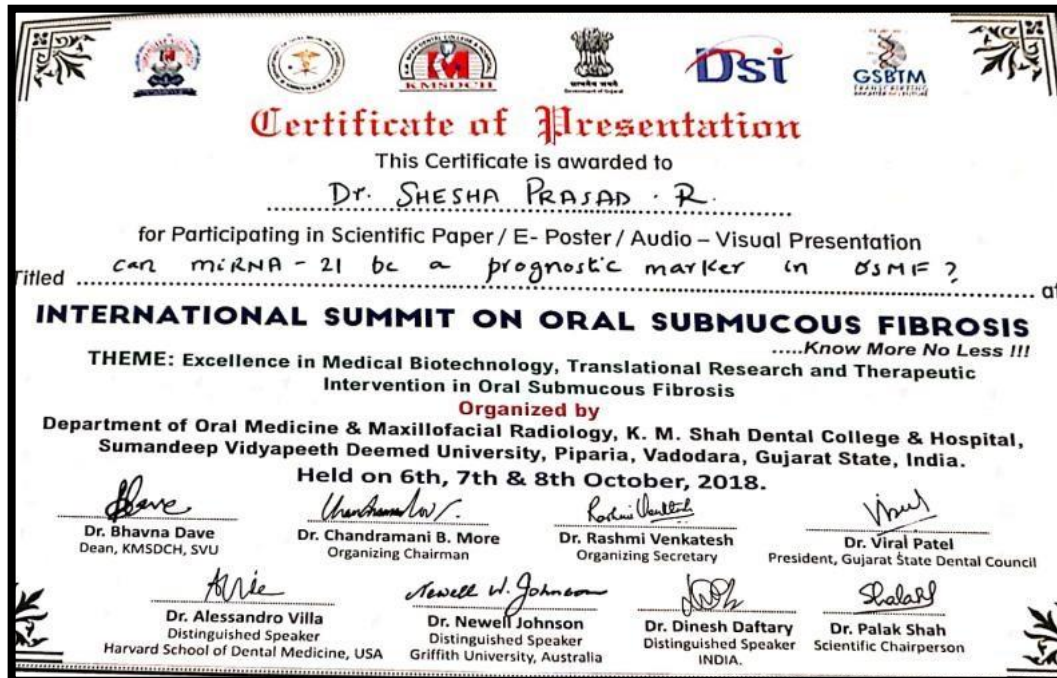 KMSDCH
Government of Gujarat
Dsi
GSBTM
Certificate of Presentation
This Certificate is awarded to
Dr. SHESHA PRASAD . R.
for Participating in Scientific Paper / E- Poster / Audio – Visual Presentation
Titled can miRNA - 21 be a prognostic marker in OSMF ? at
INTERNATIONAL SUMMIT ON ORAL SUBMUCOUS FIBROSIS
.....Know More No Less !!!
THEME: Excellence in Medical Biotechnology, Translational Research and Therapeutic
Intervention in Oral Submucous Fibrosis
Organized by
Department of Oral Medicine & Maxillofacial Radiology, K. M. Shah Dental College & Hospital,
Sumandeep Vidyapeeth Deemed University, Piparia, Vadodara, Gujarat State, India.
Held on 6th, 7th & 8th October, 2018.
Dr. Bhavna Dave
Dean, KMSDCH, SVU
Dr. Chandramani B. More
Organizing Chairman
Dr. Rashmi Venkatesh
Organizing Secretary
Dr. Viral Patel
President, Gujarat State Dental Council
Newell W. Johnson
Dr. Alessandro Villa
Distinguished Speaker
Harvard School of Dental Medicine, USA
Dr. Newell Johnson
Distinguished Speaker
Griffith University, Australia
Dr. Dinesh Daftary
Distinguished Speaker
INDIA.
Dr. Palak Shah
Scientific Chairperson